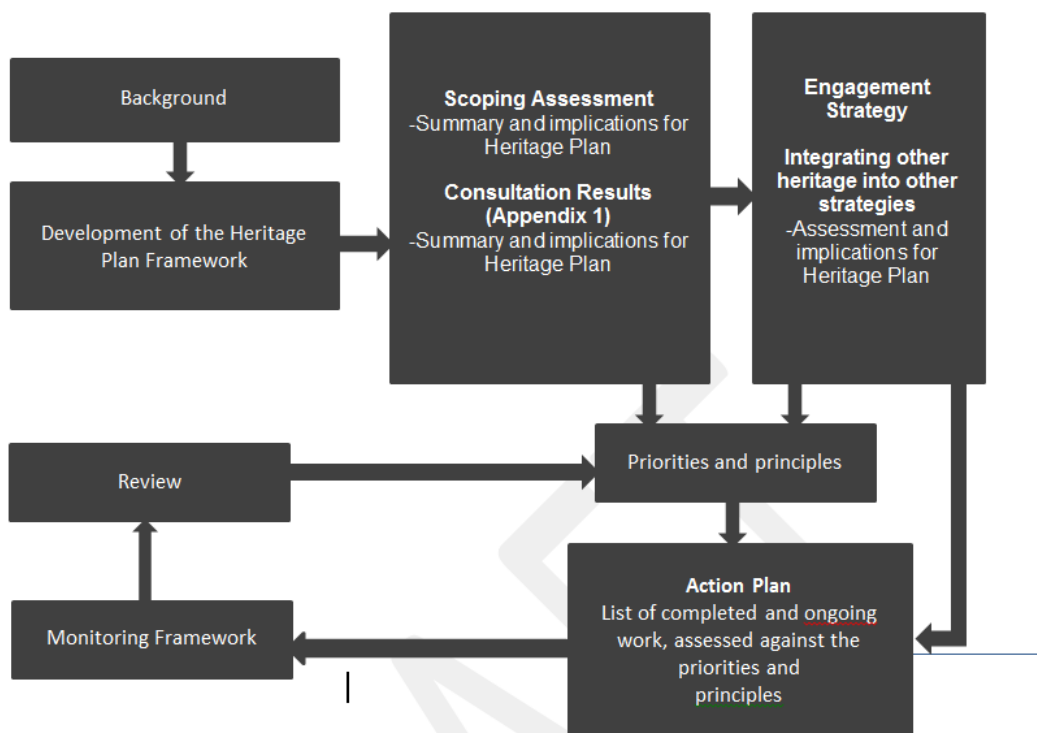 Background
Development of the Heritage
Plan Framework
Scoping Assessment
-Summary and implications for
Heritage Plan
Consultation Results
(Appendix 1)
-Summary and implications for
Heritage Plan
Engagement
Strategy
Integrating other
heritage into other
strategies
-Assessment and
implications for
Heritage Plan
Priorities and principles
Review
Action Plan
List of completed and ongoing
work, assessed against the
priorities and
principles
Monitoring Framework